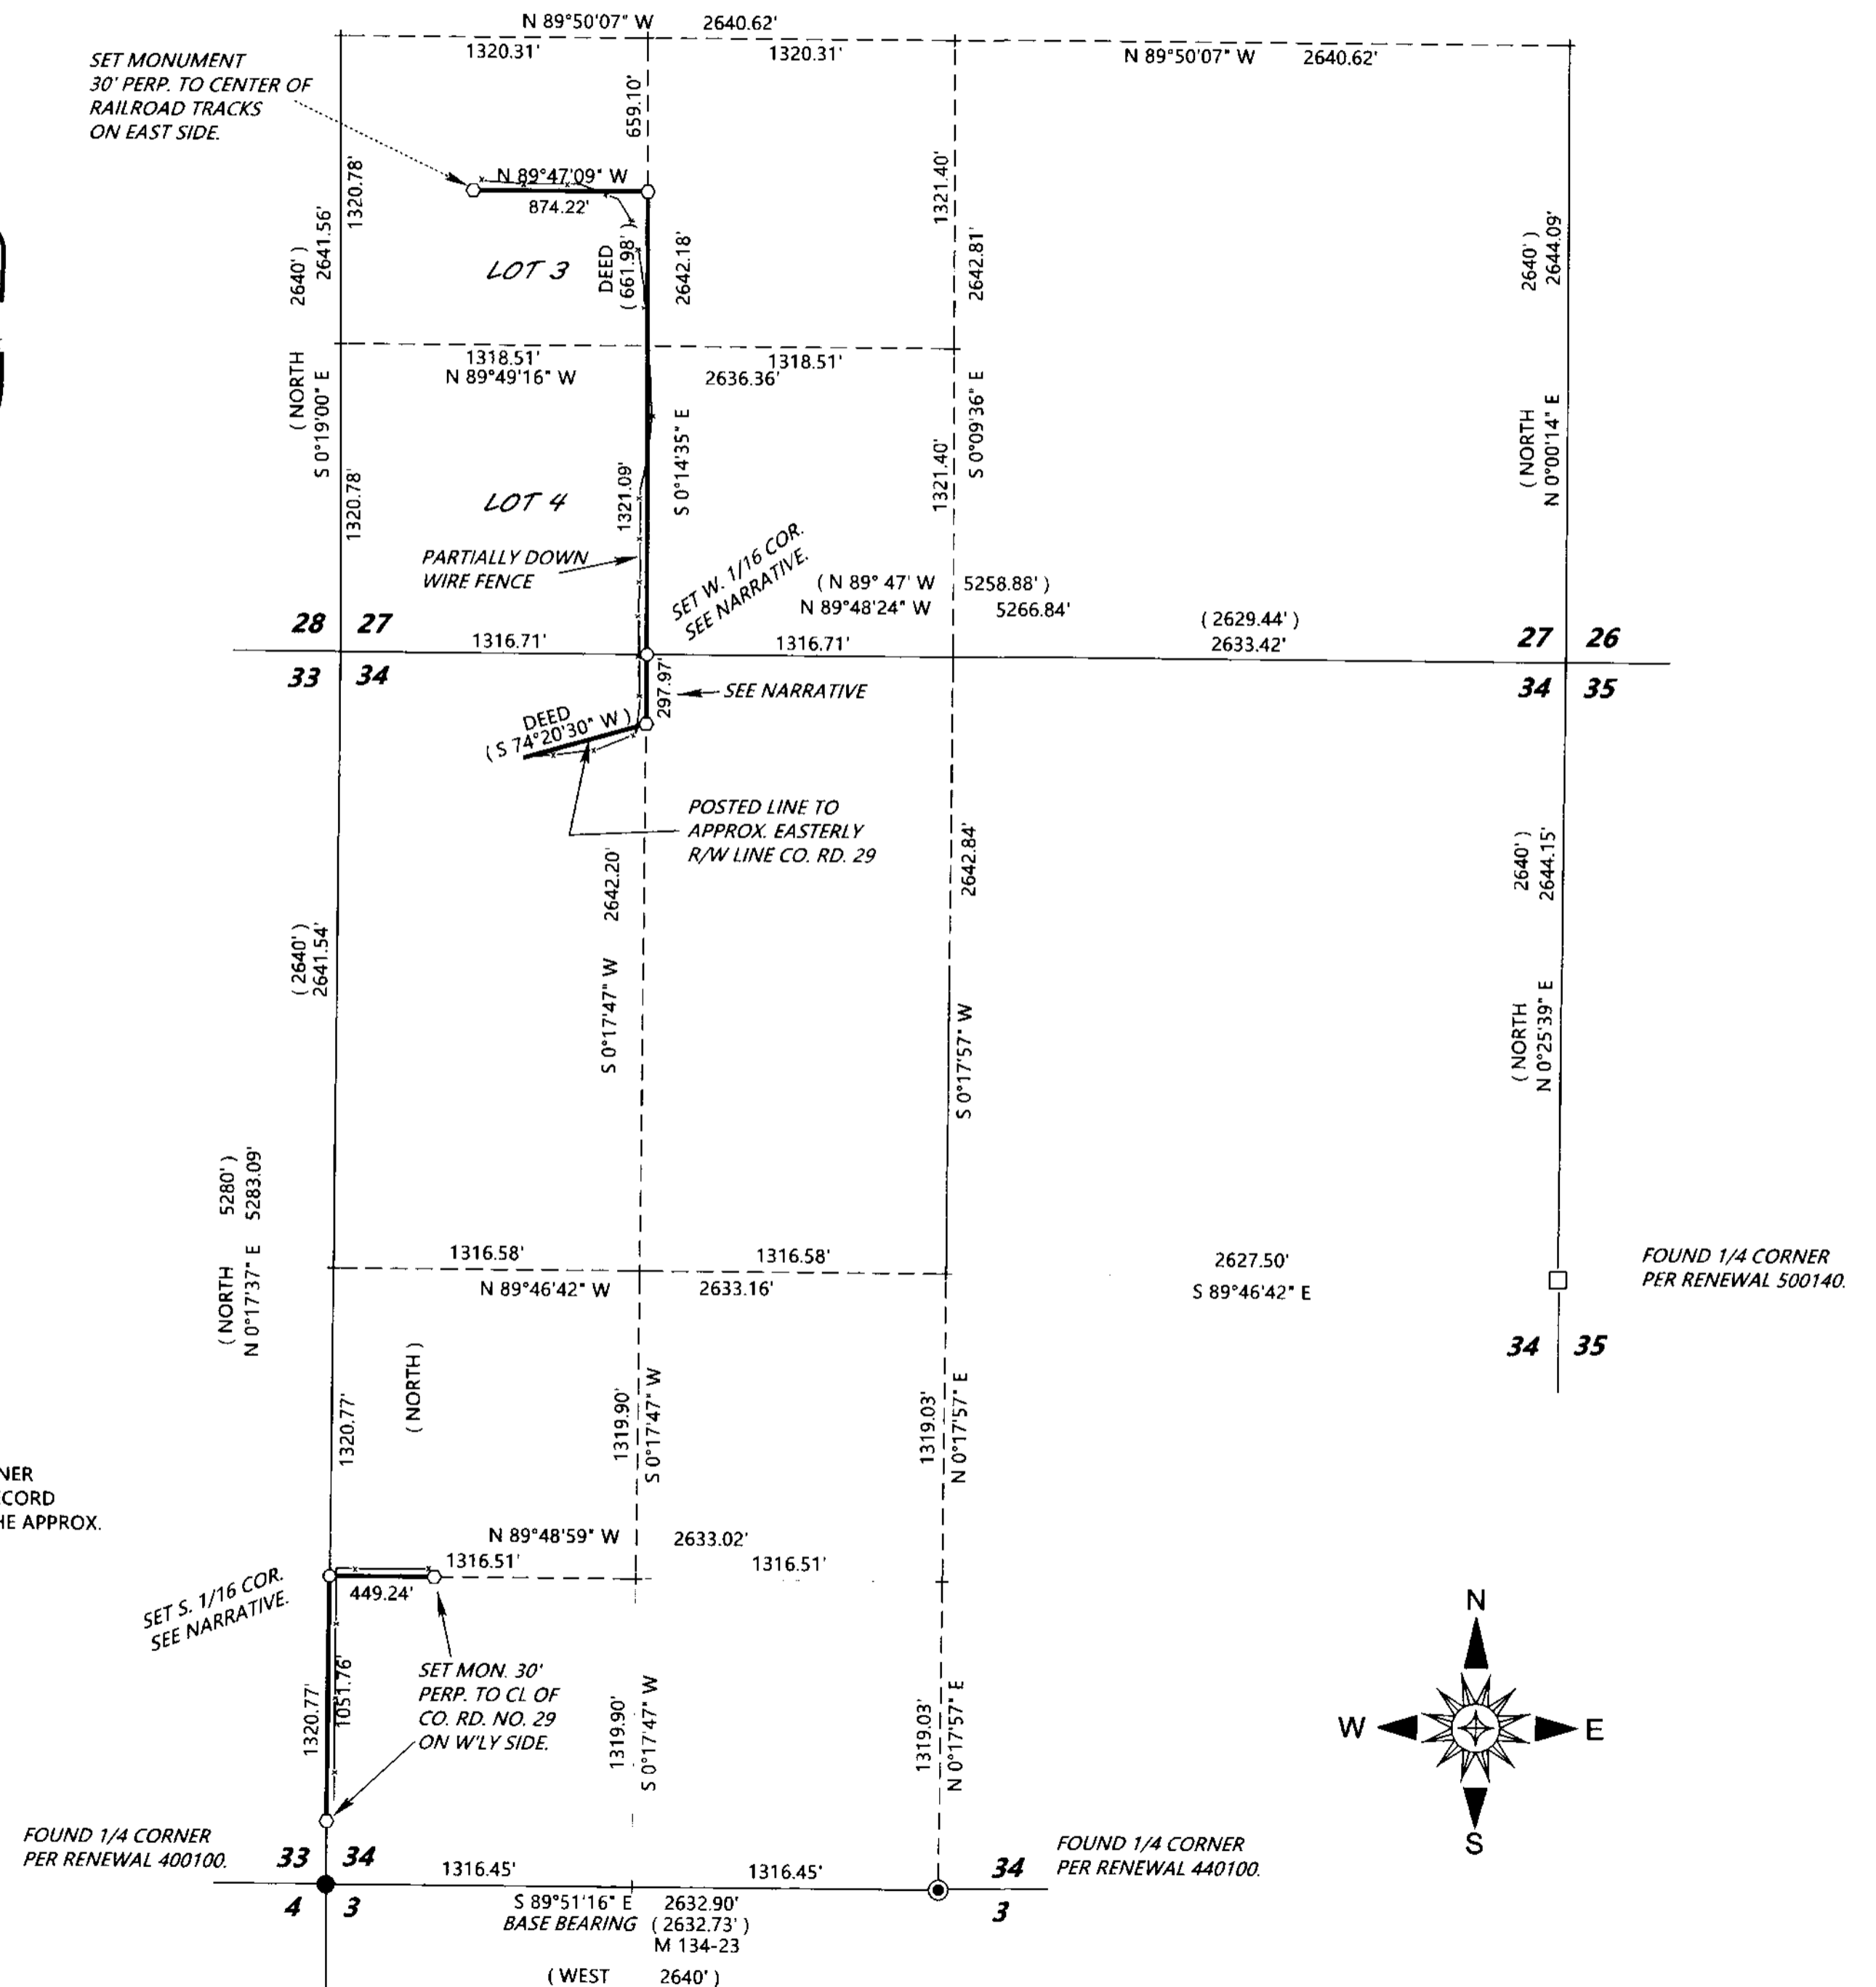 N 89°50'07" W 2640.62'
1320.31' 1320.31'
N 89°50'07" W 2640.62'
SET MONUMENT
30' PERP. TO CENTER OF
RAILROAD TRACKS
ON EAST SIDE.
659.10"
1320.78'
1321.40'
N 89°47'09" W
874.22'
( NORTH 2640' )
S 0°19'00" E 2641.56'
LOT 3
DEED
( 661.98' )
S 0°14'35" E 2642.18'
S 0°09'36" E 2642.81'
( NORTH 2640' )
N 0°00'14" E 2644.09'
1318.51' 1318.51'
N 89°49'16" W 2636.36'
1320.78'
LOT 4
1321.09'
1321.40'
PARTIALLY DOWN
WIRE FENCE
SET W. 1/16 COR.
SEE NARRATIVE.
( N 89° 47' W 5258.88' )
N 89°48'24" W 5266.84'
( 2629.44' )
28 27
1316.71' 1316.71' 2633.42'
27 26
33 34
34 35
297.97'
SEE NARRATIVE
DEED
( S 74°20'30" W )
POSTED LINE TO
APPROX. EASTERLY
R/W LINE CO. RD. 29
S 0°17'47" W 2642.20'
S 0°17'57" W 2642.84'
( 2640' )
2641.54'
( NORTH 2640' )
N 0°25'39" E 2644.15'
( NORTH 5280' )
N 0°17'37" E 5283.09'
1316.58' 1316.58'
N 89°46'42" W 2633.16'
2627.50'
S 89°46'42" E
FOUND 1/4 CORNER
PER RENEWAL 500140.
34 35
( NORTH )
1320.77'
1319.90'
S 0°17'47" W
1319.03'
N 0°17'57" E
NER
ECORD
HE APPROX.
N 89°48'59" W 2633.02'
1316.51' 1316.51'
449.24'
SET S. 1/16 COR.
SEE NARRATIVE.
1320.77'
1051.76'
SET MON. 30'
PERP. TO CL OF
CO. RD. NO. 29
ON W'LY SIDE.
1319.90'
S 0°17'47" W
1319.03'
N 0°17'57" E
N
W E
S
FOUND 1/4 CORNER
PER RENEWAL 400100.
33 34
1316.45' 1316.45'
34
FOUND 1/4 CORNER
PER RENEWAL 440100.
4 3
3
S 89°51'16" E 2632.90'
BASE BEARING ( 2632.73' )
M 134-23
( WEST 2640' )